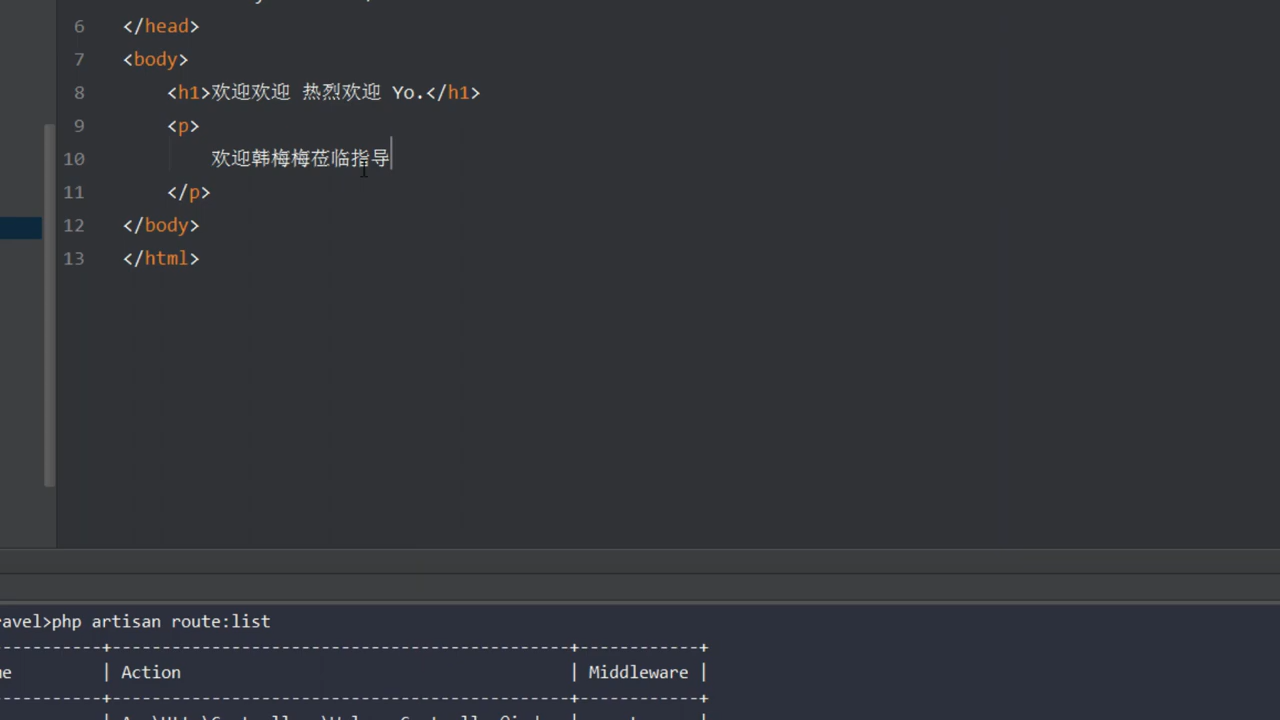 6 </head>
7 <body>
8 <h1>欢迎欢迎 热烈欢迎 Yo.</h1>
9 <p>
10 欢迎韩梅梅莅临指导
11 </p>
12 </body>
13 </html>
ravel>php artisan route:list
----------+------------------------------------------+------------+
| Action | Middleware |
----------+------------------------------------------+------------+